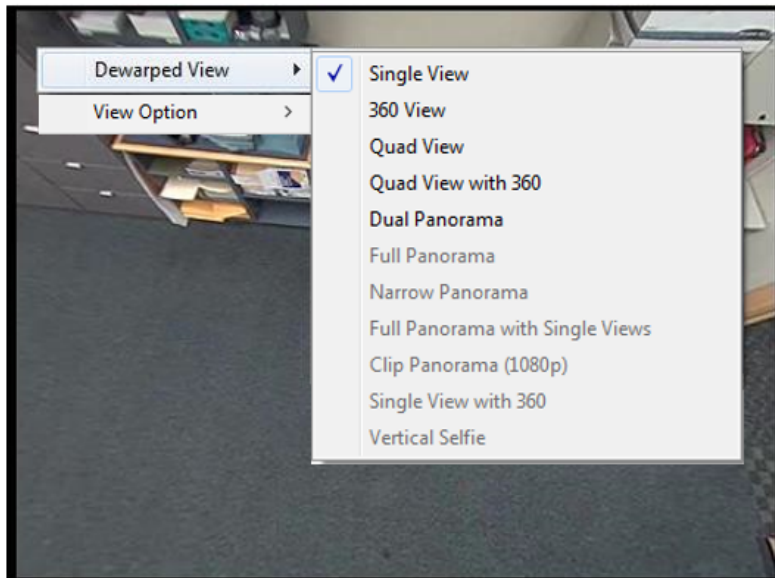 Dewarped View
View Option
Single View
360 View
Quad View
Quad View with 360
Dual Panorama
Full Panorama
Narrow Panorama
Full Panorama with Single Views
Clip Panorama (1080p)
Single View with 360
Vertical Selfie